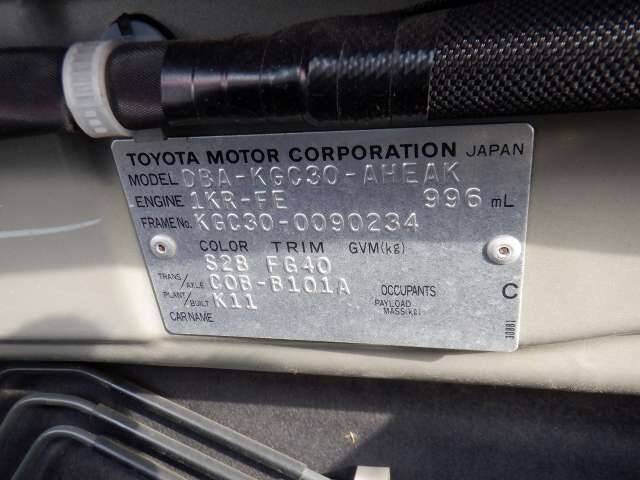 TOYOTA MOTOR CORPORATION JAPAN
MODEL DBA-KGC30-AHEAK
ENGINE 1KR-FE 996 mL
FRAME No. KGC30-0090234
COLOR TRIM GVM(kg)
S28 FG40
TRANS/AXLE C0B-B101A
OCCUPANTS C
PLANT/BUILT K11
PAYLOAD MASS(kg)
CAR NAME